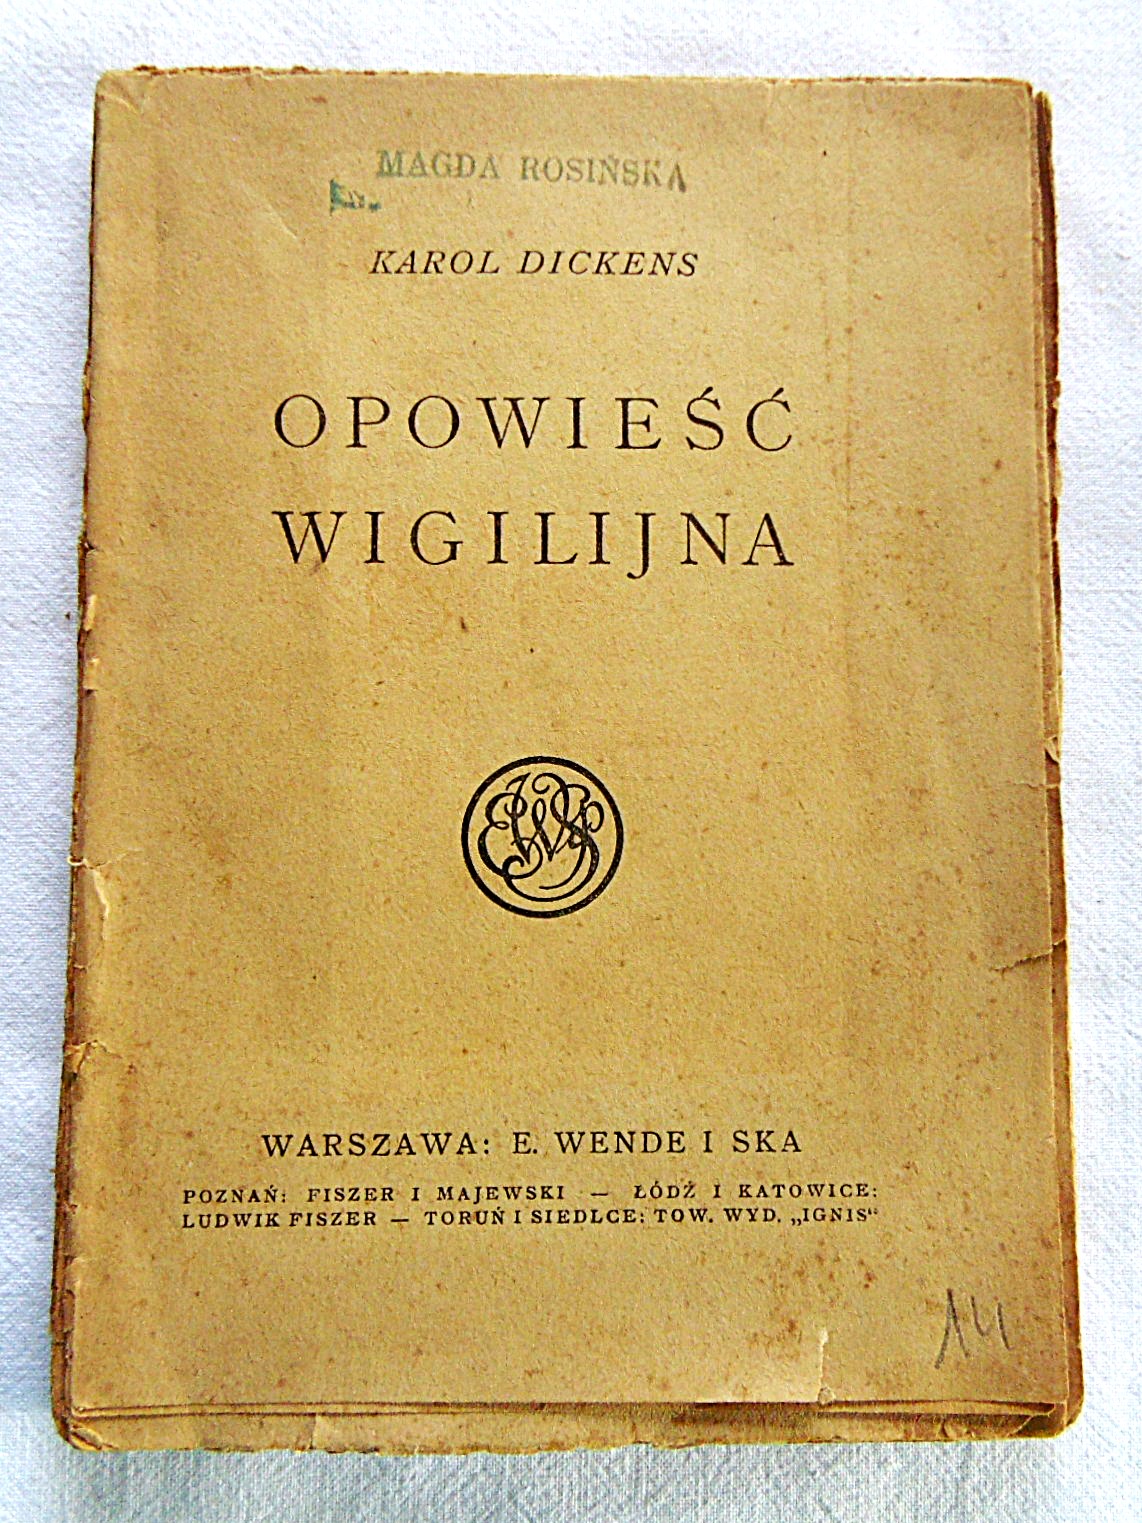 MAGDA ROSIŃSKA
KAROL DICKENS
OPOWIEŚĆ
WIGILIJNA
WARSZAWA: E. WENDE I SKA
POZNAŃ: FISZER I MAJEWSKI — ŁÓDŹ I KATOWICE:
LUDWIK FISZER — TORUŃ I SIEDLCE: TOW. WYD. „IGNIS“